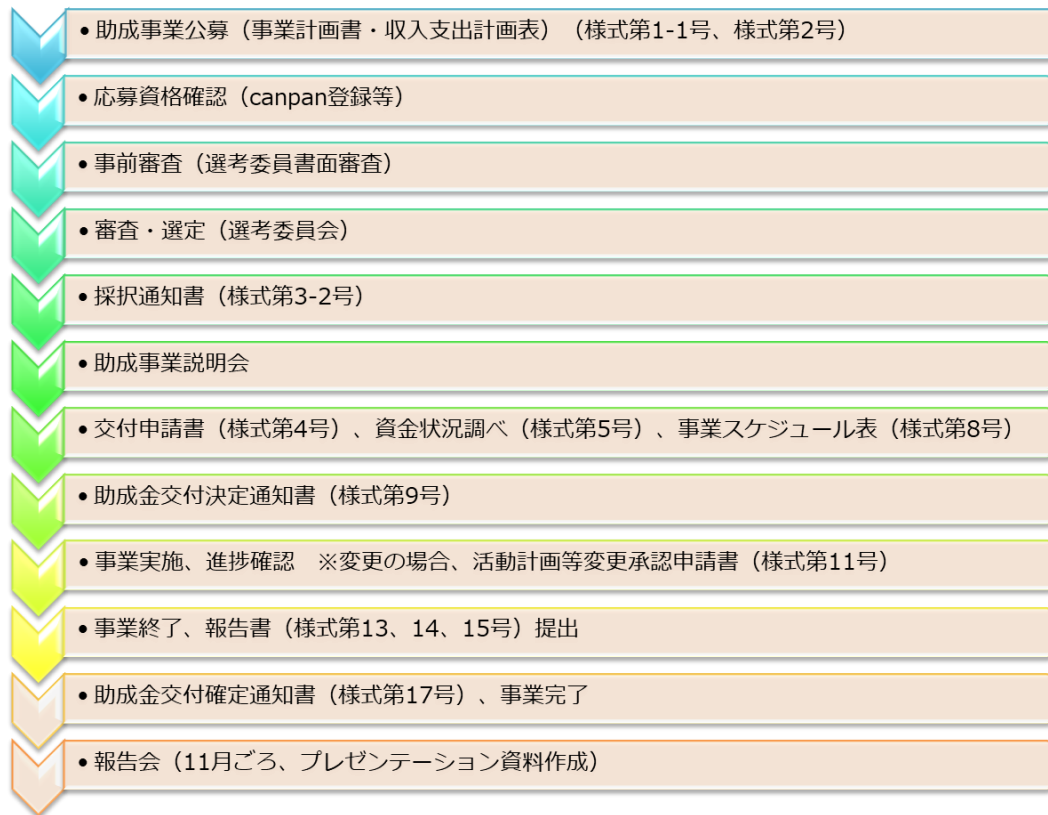 • 助成事業公募（事業計画書・収入支出計画表）（様式第1-1号、様式第2号）
• 応募資格確認（canpan登録等）
• 事前審査（選考委員書面審査）
• 審査・選定（選考委員会）
• 採択通知書（様式第3-2号）
• 助成事業説明会
• 交付申請書（様式第4号）、資金状況調べ（様式第5号）、事業スケジュール表（様式第8号）
• 助成金交付決定通知書（様式第9号）
• 事業実施、進捗確認　※変更の場合、活動計画等変更承認申請書（様式第11号）
• 事業終了、報告書（様式第13、14、15号）提出
• 助成金交付確定通知書（様式第17号）、事業完了
• 報告会（11月ごろ、プレゼンテーション資料作成）